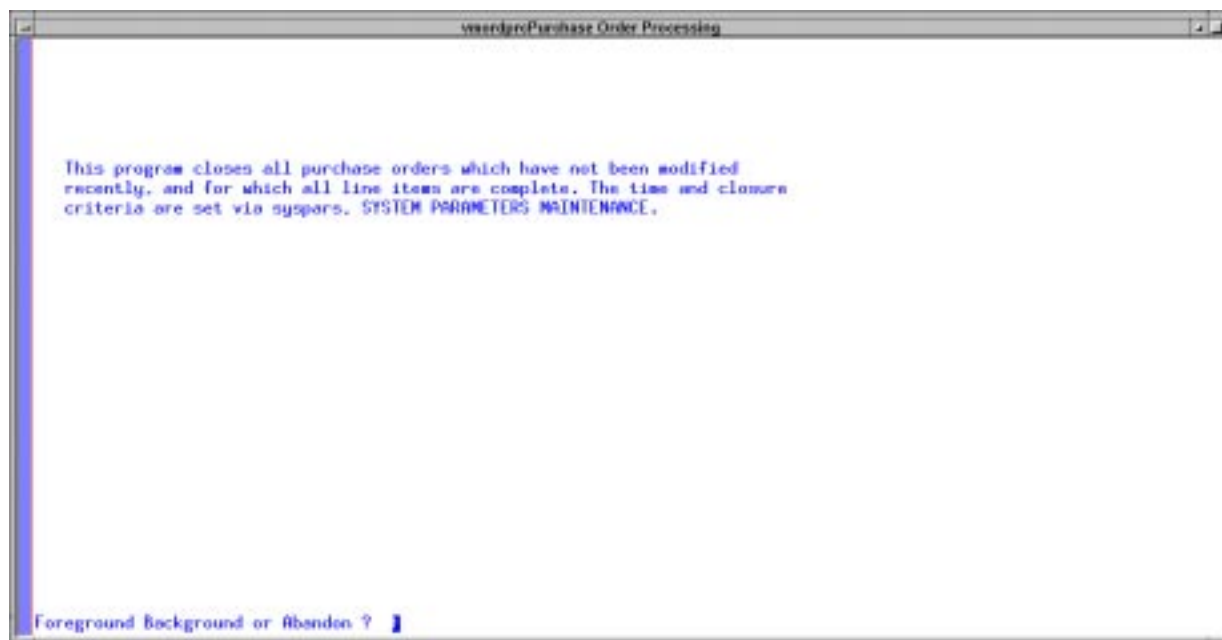 vmordprcPurchase Order Processing
This program closes all purchase orders which have not been modified
recently, and for which all line items are complete. The time and closure
criteria are set via syspars, SYSTEM PARAMETERS MAINTENANCE.
Foreground Background or Abandon ?